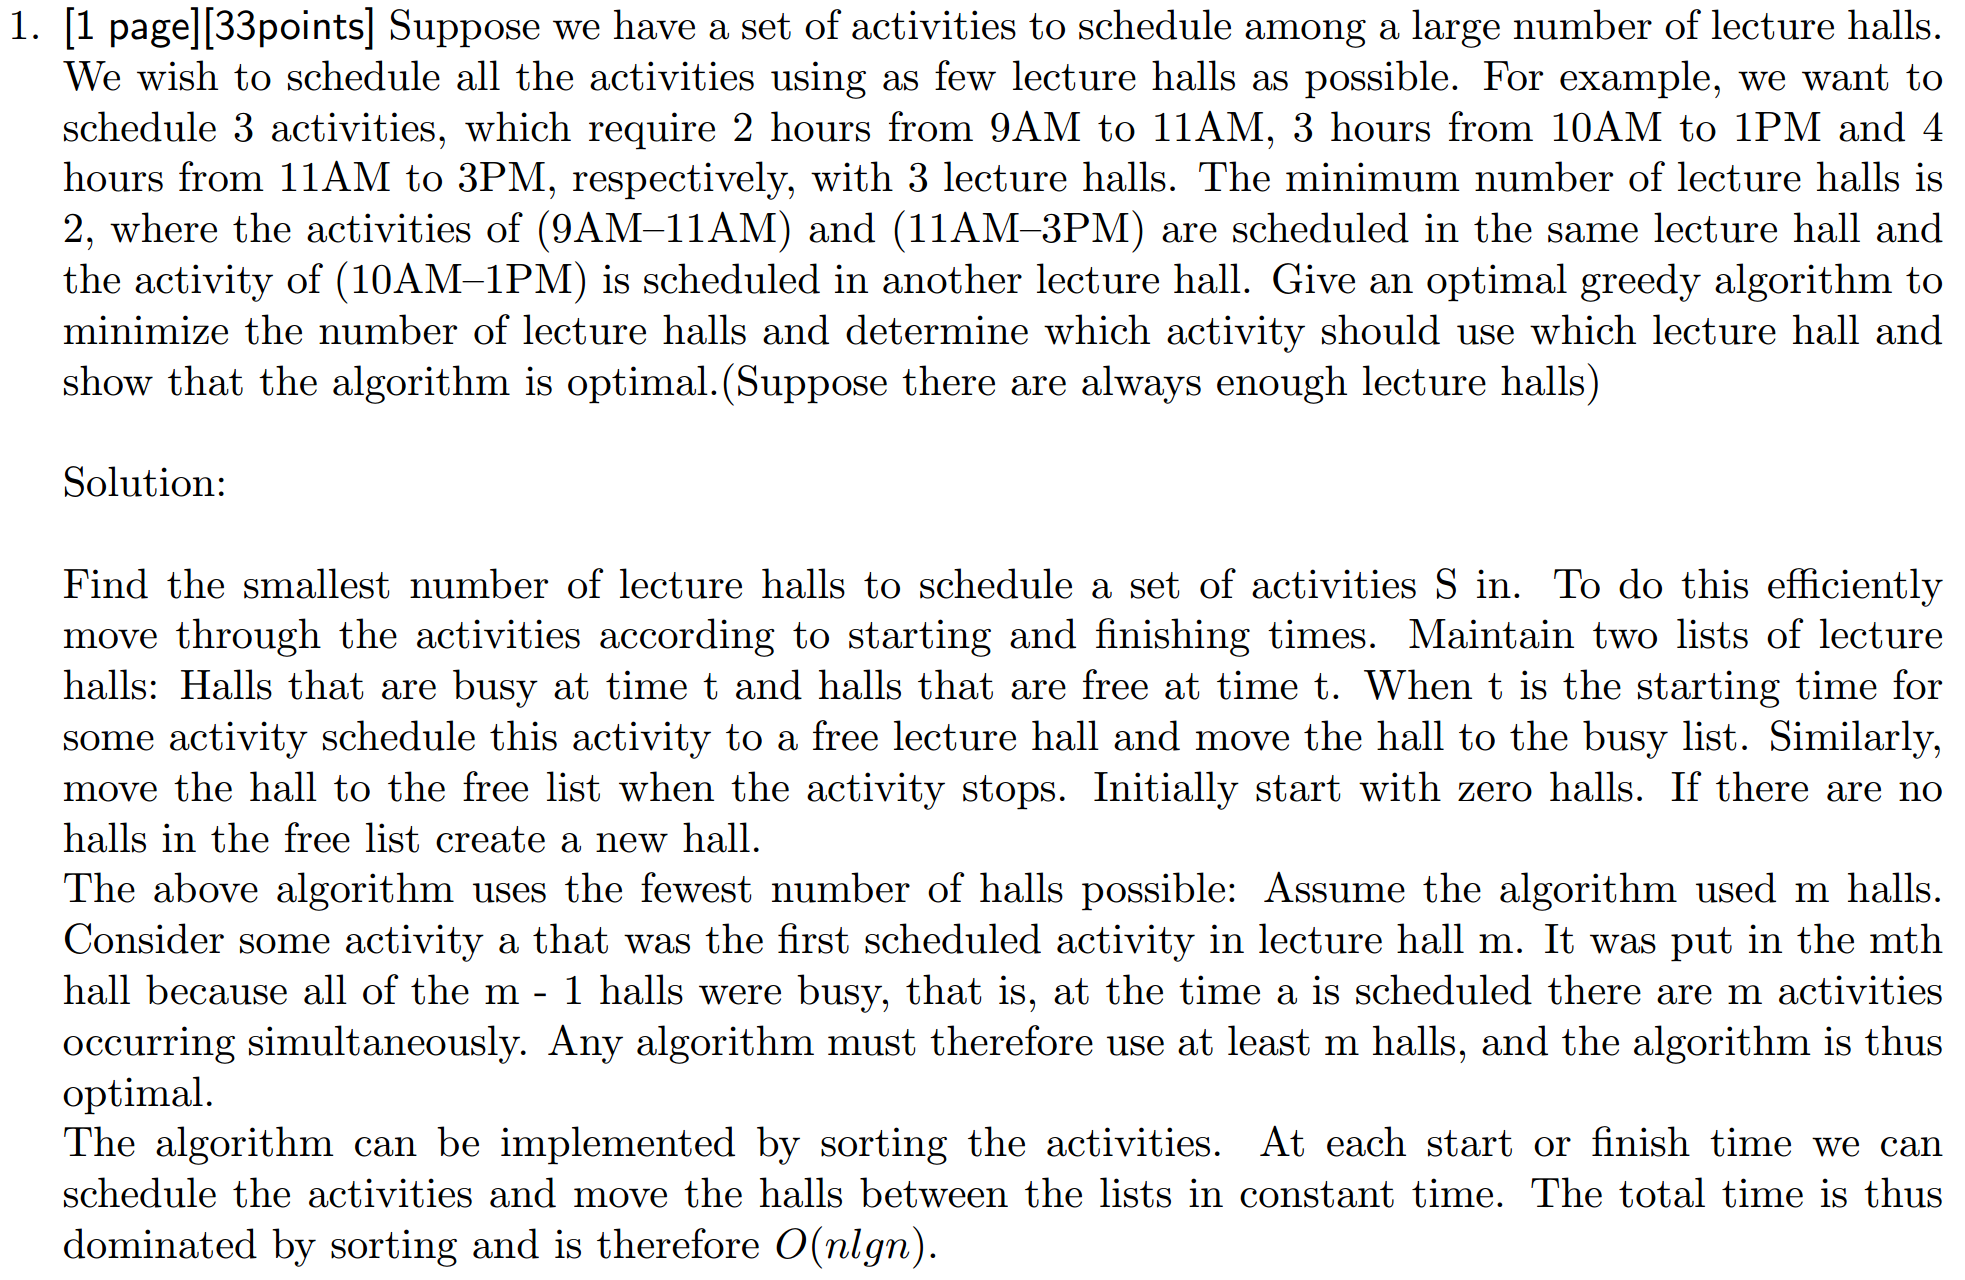 1. [1 page][33points] Suppose we have a set of activities to schedule among a large number of lecture halls.
We wish to schedule all the activities using as few lecture halls as possible. For example, we want to
schedule 3 activities, which require 2 hours from 9AM to 11AM, 3 hours from 10AM to 1PM and 4
hours from 11AM to 3PM, respectively, with 3 lecture halls. The minimum number of lecture halls is
2, where the activities of (9AM–11AM) and (11AM–3PM) are scheduled in the same lecture hall and
the activity of (10AM–1PM) is scheduled in another lecture hall. Give an optimal greedy algorithm to
minimize the number of lecture halls and determine which activity should use which lecture hall and
show that the algorithm is optimal.(Suppose there are always enough lecture halls)
Solution:
Find the smallest number of lecture halls to schedule a set of activities S in. To do this efficiently
move through the activities according to starting and finishing times. Maintain two lists of lecture
halls: Halls that are busy at time t and halls that are free at time t. When t is the starting time for
some activity schedule this activity to a free lecture hall and move the hall to the busy list. Similarly,
move the hall to the free list when the activity stops. Initially start with zero halls. If there are no
halls in the free list create a new hall.
The above algorithm uses the fewest number of halls possible: Assume the algorithm used m halls.
Consider some activity a that was the first scheduled activity in lecture hall m. It was put in the mth
hall because all of the m - 1 halls were busy, that is, at the time a is scheduled there are m activities
occurring simultaneously. Any algorithm must therefore use at least m halls, and the algorithm is thus
optimal.
The algorithm can be implemented by sorting the activities. At each start or finish time we can
schedule the activities and move the halls between the lists in constant time. The total time is thus
dominated by sorting and is therefore O(nlgn).